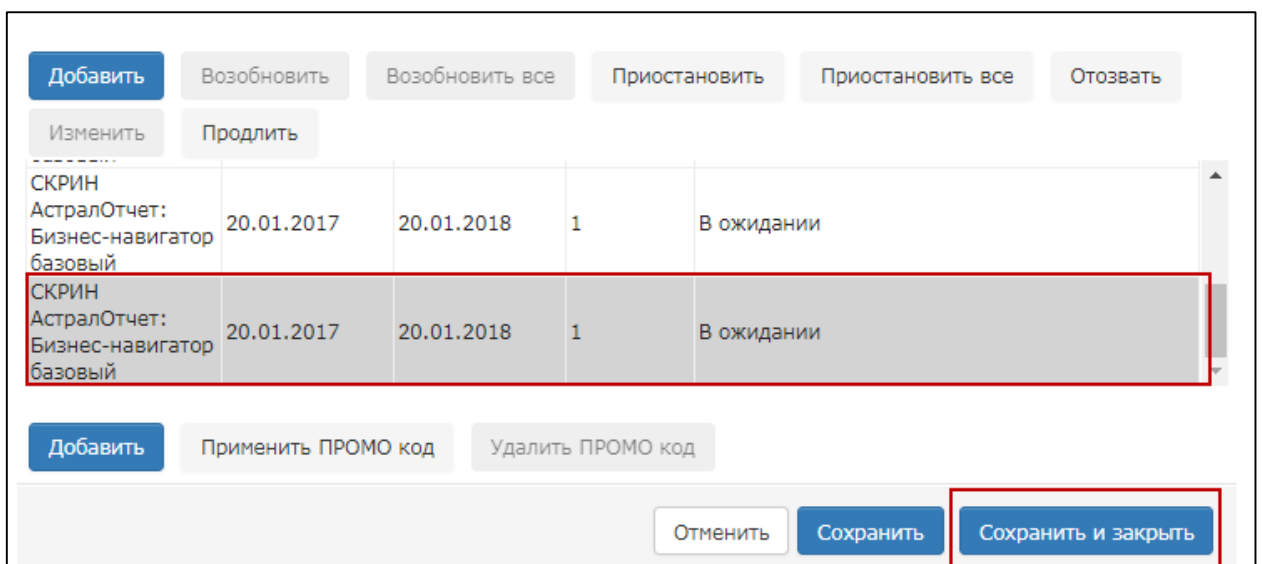 Добавить Возобновить Возобновить все Приостановить Приостановить все Отозвать
Изменить Продлить
СКРИН
АстралОтчет:
Бизнес-навигатор
базовый
20.01.2017 20.01.2018 1 В ожидании
СКРИН
АстралОтчет:
Бизнес-навигатор
базовый
20.01.2017 20.01.2018 1 В ожидании
Добавить Применить ПРОМО код Удалить ПРОМО код
Отменить Сохранить Сохранить и закрыть